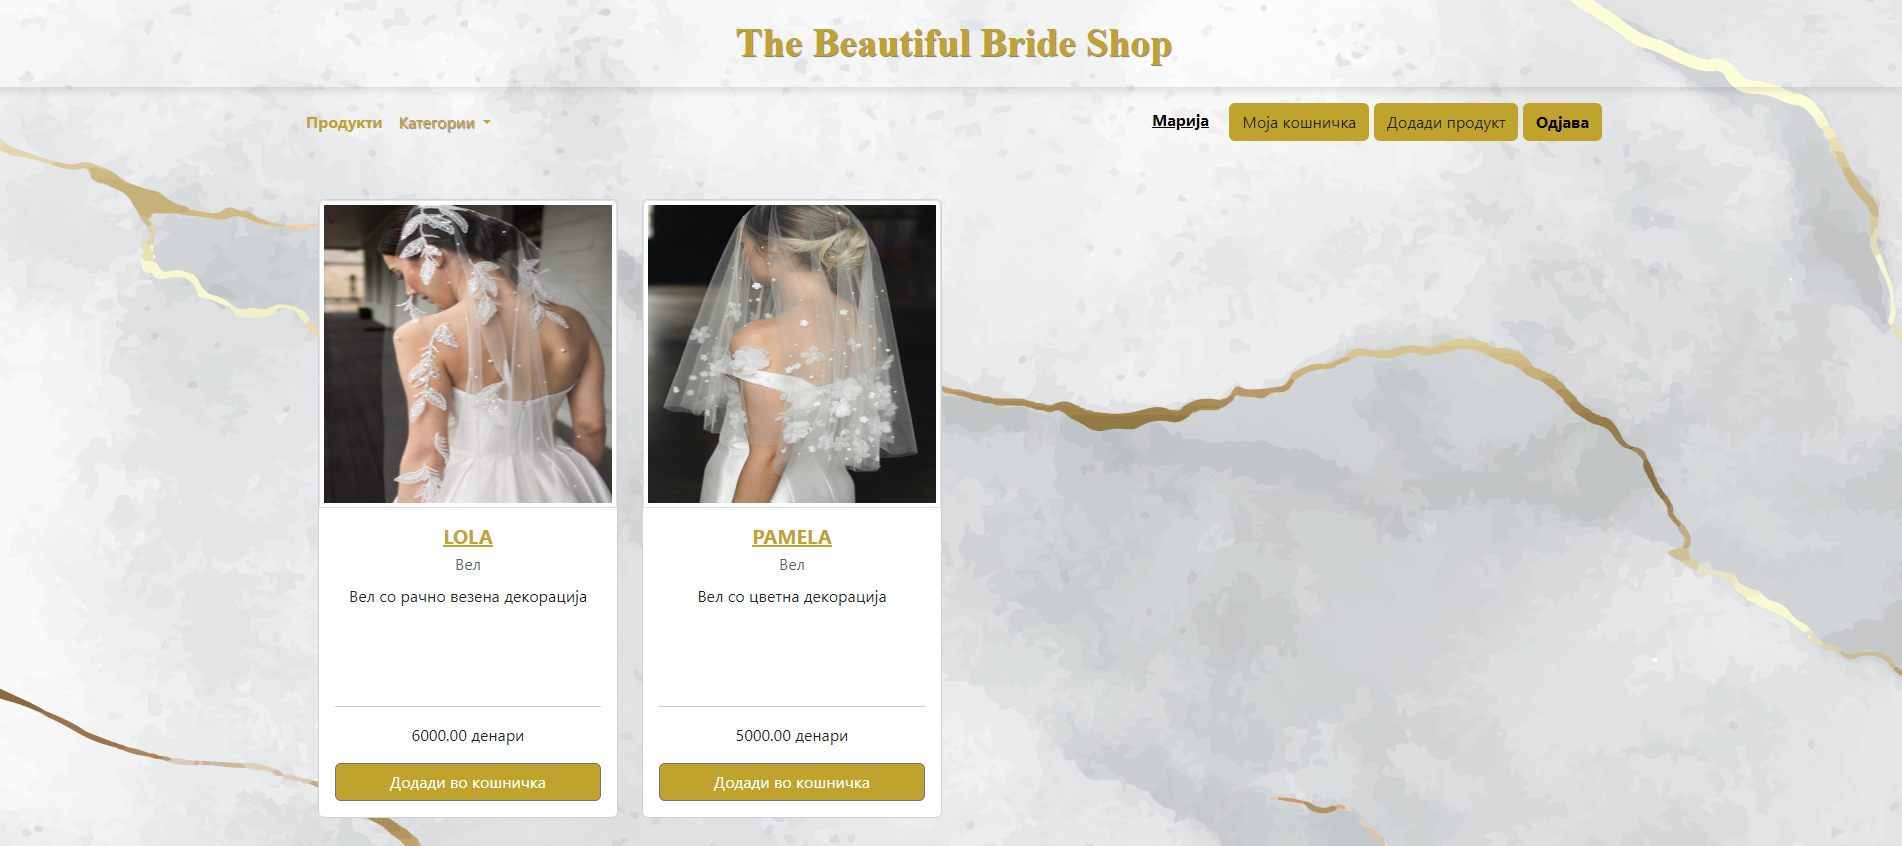 The Beautiful Bride Shop
Продукти Категории Марија Моја кошничка Додади продукт Одјава
LOLA
Вел
Вел со рачно везена декорација
6000.00 денари
Додади во кошничка
PAMELA
Вел
Вел со цветна декорација
5000.00 денари
Додади во кошничка